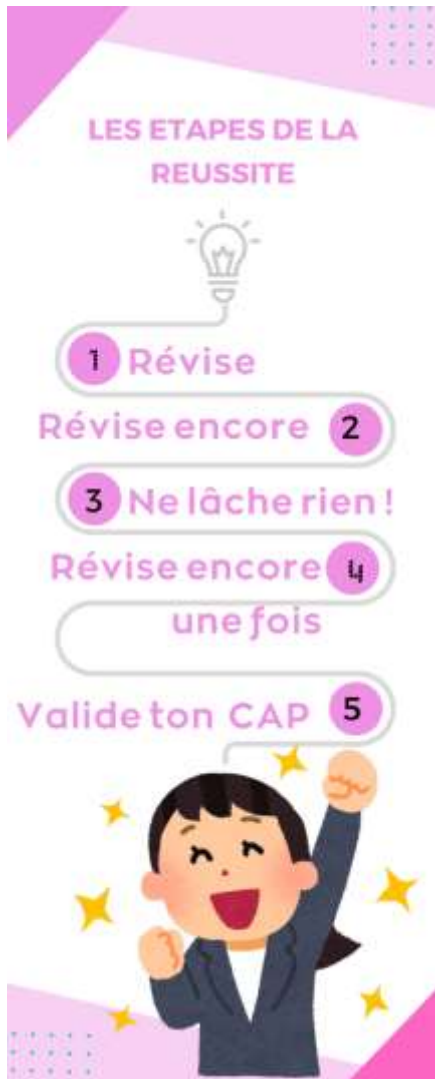 LES ETAPES DE LA
REUSSITE
1 Révise
Révise encore 2
3 Ne lâche rien !
Révise encore 4
une fois
Valide ton CAP 5